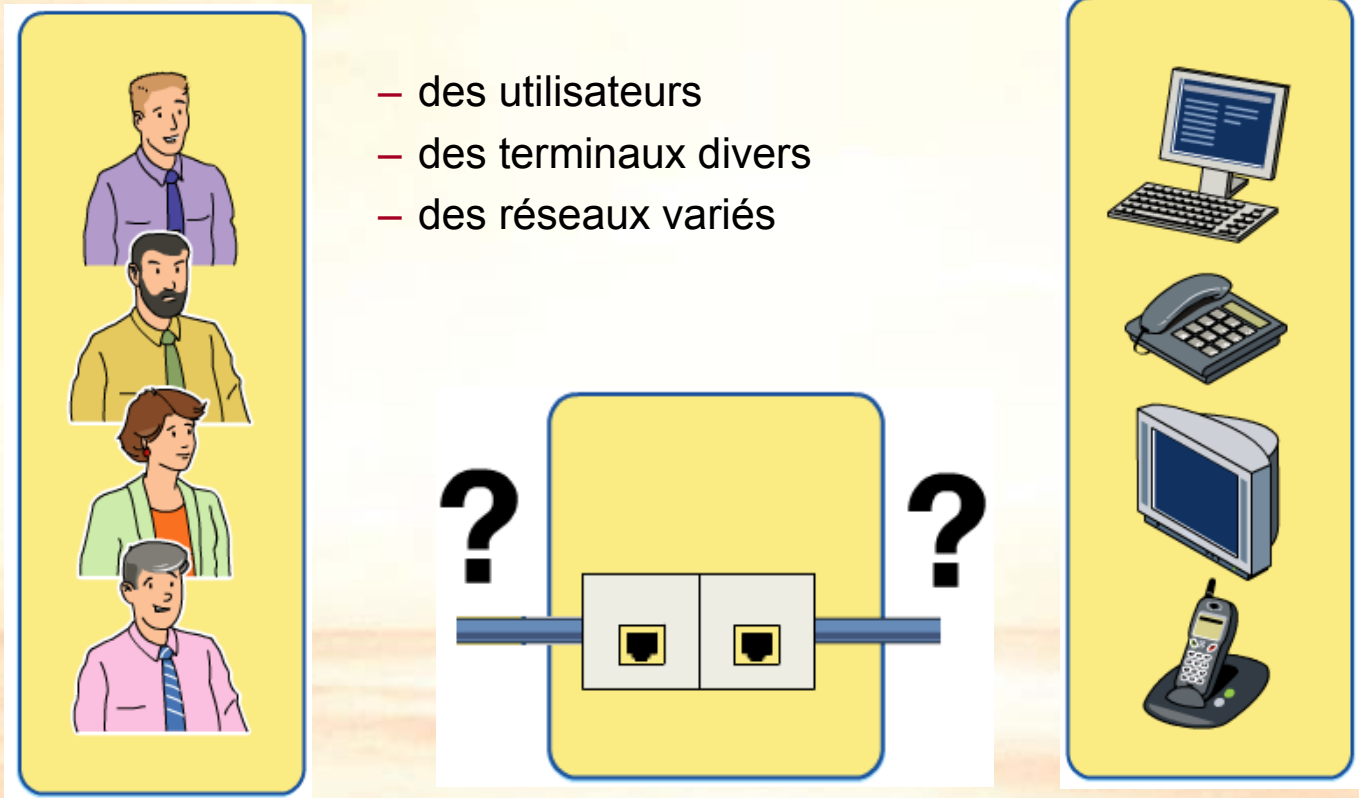 – des utilisateurs
– des terminaux divers
– des réseaux variés
? ?